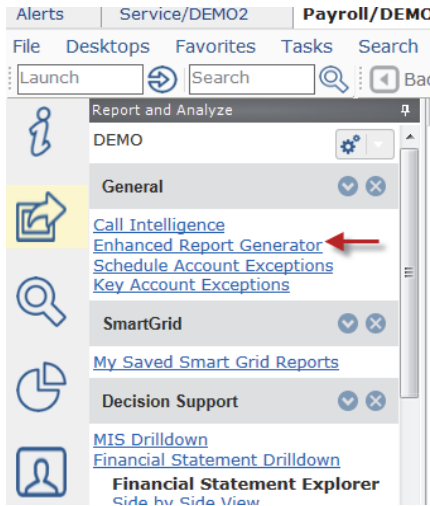 Alerts Service/DEMO2 Payroll/DEMO
File Desktops Favorites Tasks Search
Launch Search Bac
Report and Analyze
DEMO
General
Call Intelligence
Enhanced Report Generator
Schedule Account Exceptions
Key Account Exceptions
SmartGrid
My Saved Smart Grid Reports
Decision Support
MIS Drilldown
Financial Statement Drilldown
Financial Statement Explorer
Side by Side View